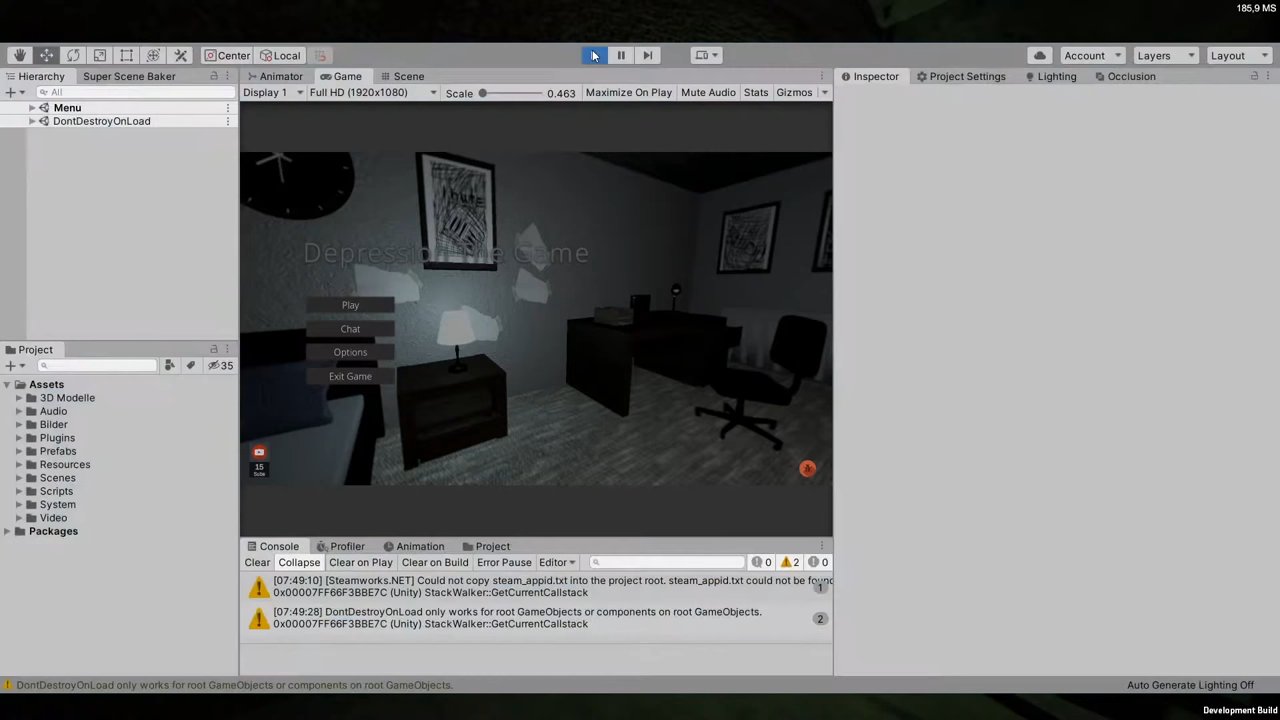 185,9 MS
Center
Local
Account
Layers
Layout
Hierarchy
Super Scene Baker
Animator
Game
Scene
Inspector
Project Settings
Lighting
Occlusion
All
Display 1
Full HD (1920x1080)
Scale
0.463
Maximize On Play
Mute Audio
Stats
Gizmos
Menu
DontDestroyOnLoad
I hate
Depression The Game
Play
Chat
Options
Exit Game
15
Subs
Project
35
Assets
3D Modelle
Audio
Bilder
Plugins
Prefabs
Resources
Scenes
Scripts
System
Video
Packages
Console
Profiler
Animation
Project
Clear
Collapse
Clear on Play
Clear on Build
Error Pause
Editor
0
2
0
[07:49:10] [Steamworks.NET] Could not copy steam_appid.txt into the project root. steam_appid.txt could not be found
0x00007FF66F3BBE7C (Unity) StackWalker::GetCurrentCallstack
1
[07:49:28] DontDestroyOnLoad only works for root GameObjects or components on root GameObjects.
0x00007FF66F3BBE7C (Unity) StackWalker::GetCurrentCallstack
2
DontDestroyOnLoad only works for root GameObjects or components on root GameObjects.
Auto Generate Lighting Off
Development Build